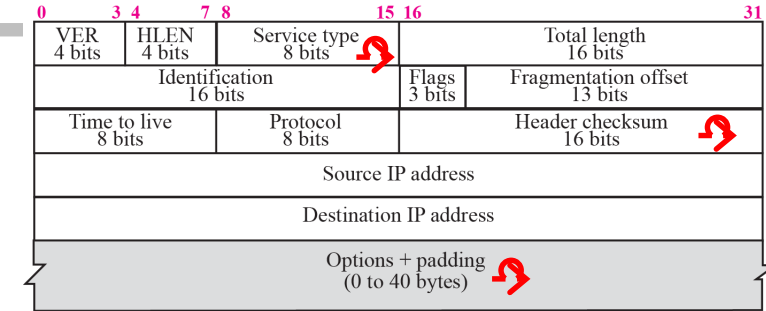 0 3 4 7 8 15 16 31
VER HLEN Service type Total length
4 bits 4 bits 8 bits 16 bits
Identification Flags Fragmentation offset
16 bits 3 bits 13 bits
Time to live Protocol Header checksum
8 bits 8 bits 16 bits
Source IP address
Destination IP address
Options + padding
(0 to 40 bytes)